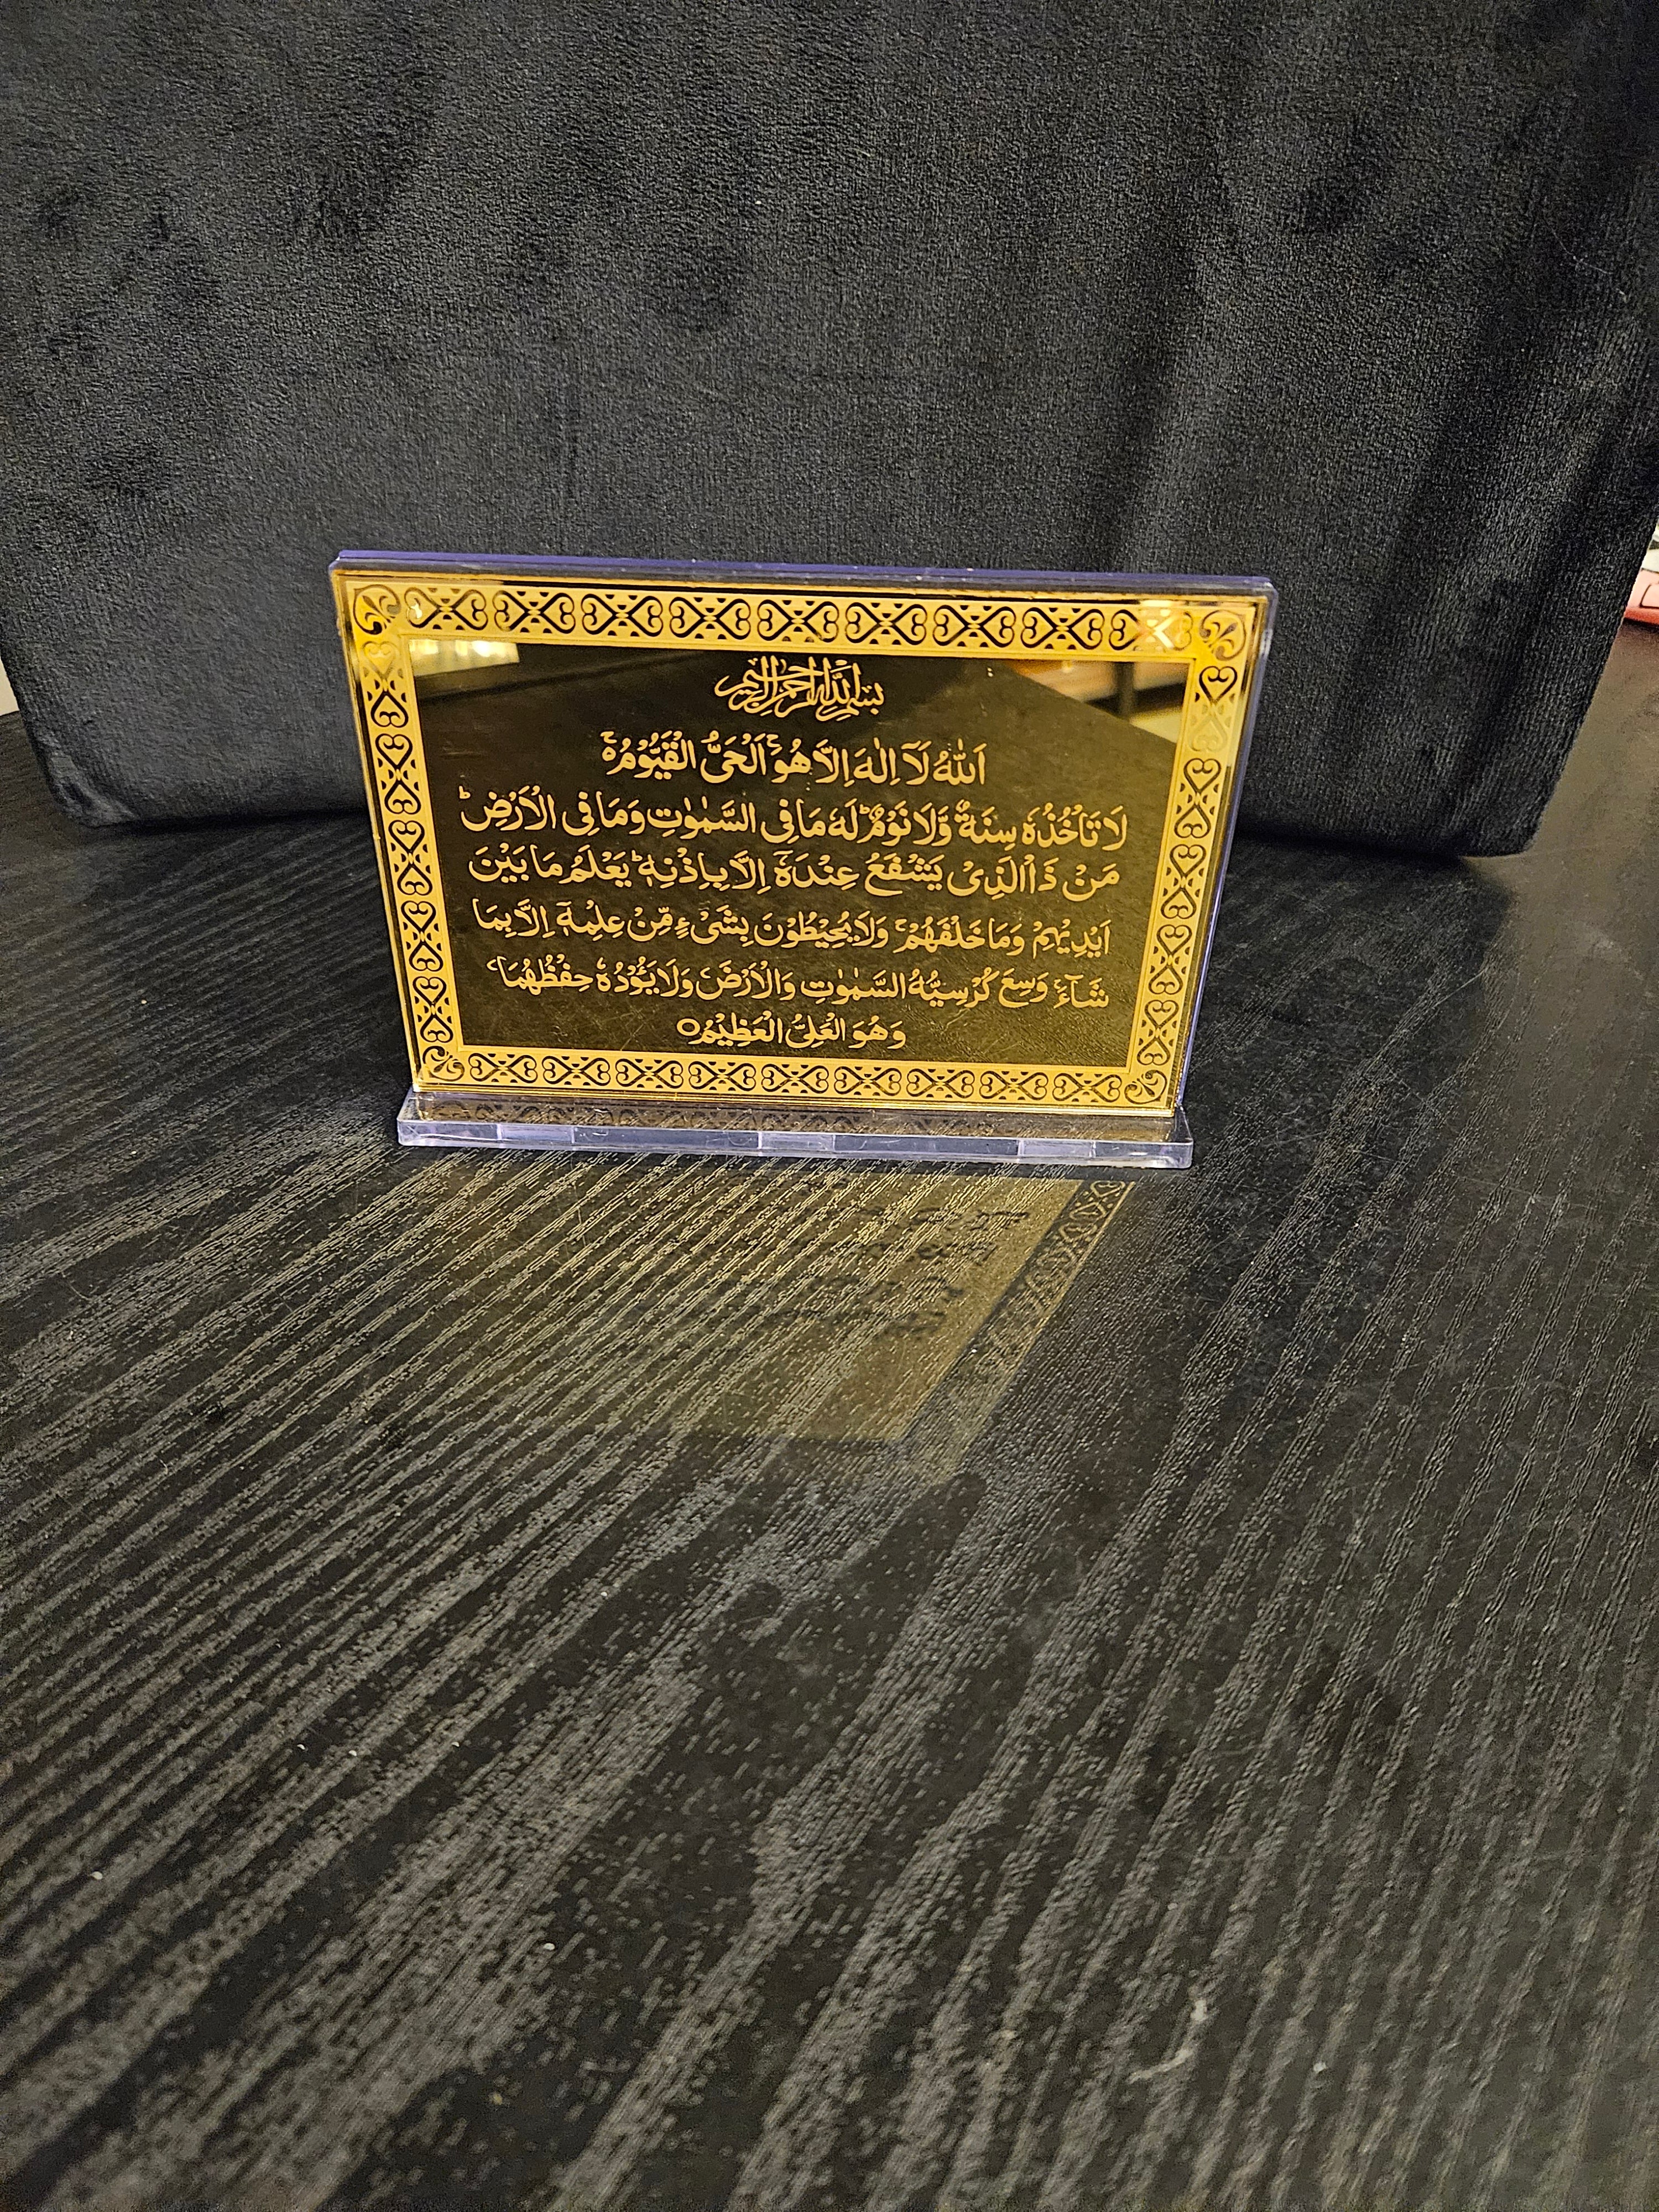 بسم الله الرحمن الرحيم
اَللّٰهُ لَاۤ اِلٰهَ اِلَّا هُوَۚ اَلْحَیُّ الْقَیُّوْمُ ۚ۬
لَا تَاْخُذُهٗ سِنَةٌ وَّلَا نَوْمٌؕ لَهٗ مَا فِی السَّمٰوٰتِ وَمَا فِی الْاَرْضِؕ
مَنْ ذَا الَّذِیْ یَشْفَعُ عِنْدَهٗۤ اِلَّا بِاِذْنِهٖؕ یَعْلَمُ مَا بَیْنَ
اَیْدِیْهِمْ وَمَا خَلْفَهُمْۚ وَلَا یُحِیْطُوْنَ بِشَیْءٍ مِّنْ عِلْمِهٖۤ اِلَّا بِمَا
شَآءَۚ وَسِعَ كُرْسِیُّهُ السَّمٰوٰتِ وَالْاَرْضَۚ وَلَا یَـُٔوْدُهٗ حِفْظُهُمَاۚ
وَهُوَ الْعَلِیُّ الْعَظِیْمُ ○